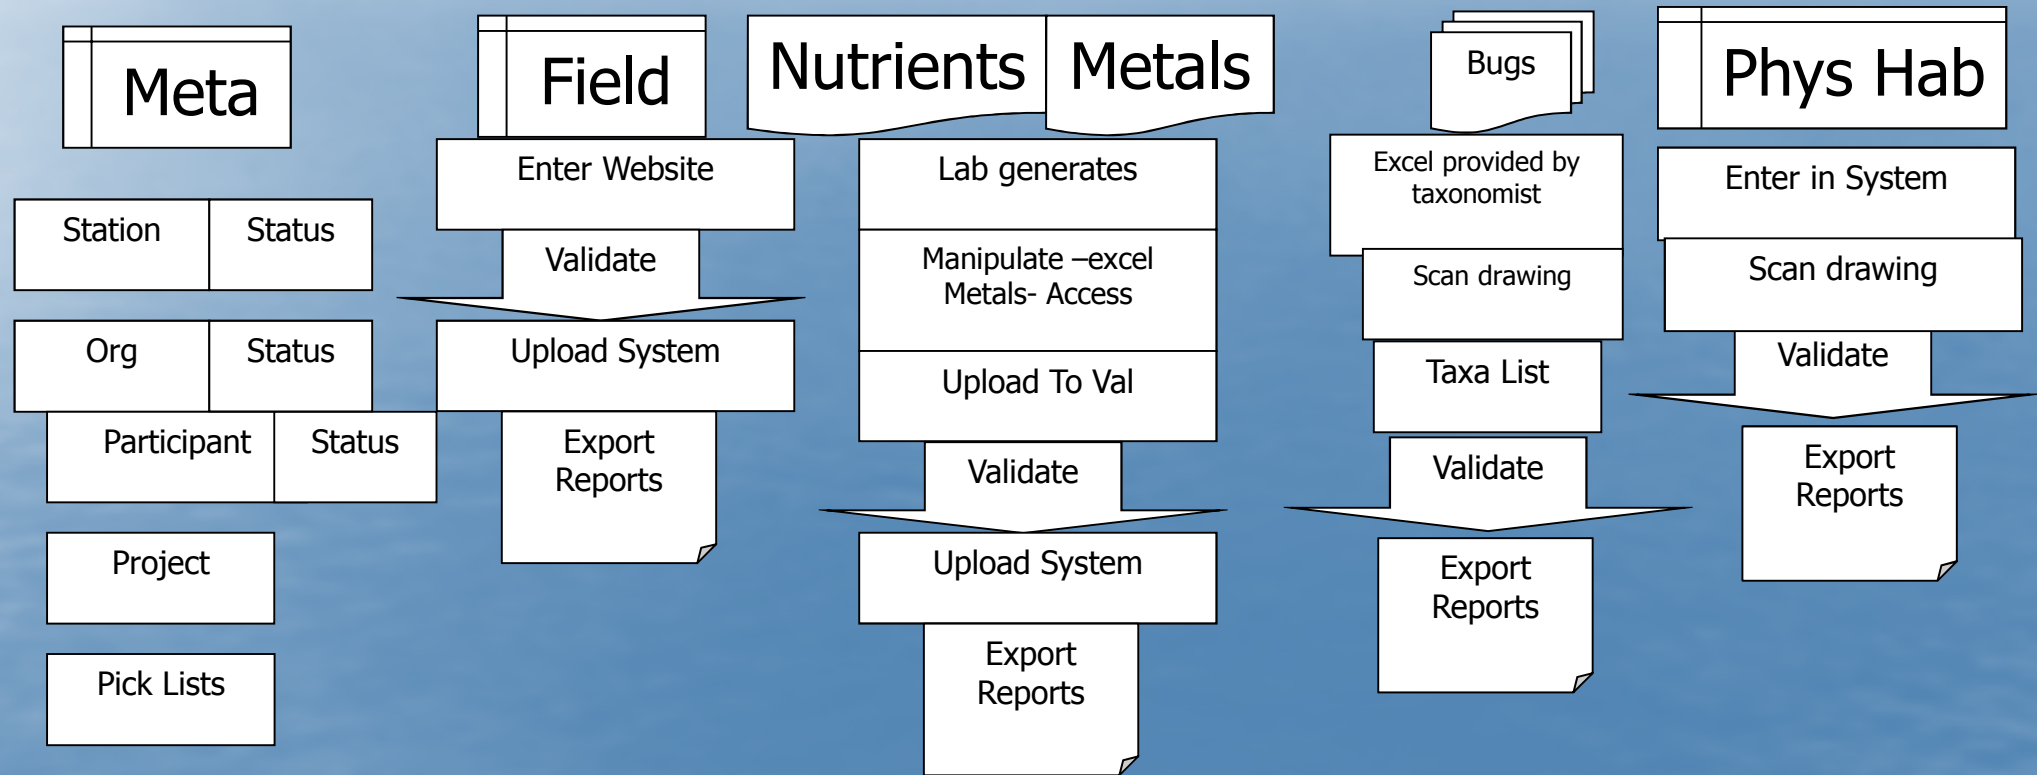 Meta
Station
Status
Org
Status
Participant
Status
Project
Pick Lists
Field
Enter Website
Validate
Upload System
Export
Reports
Nutrients
Metals
Lab generates
Manipulate –excel
Metals- Access
Upload To Val
Validate
Upload System
Export
Reports
Bugs
Excel provided by
taxonomist
Scan drawing
Taxa List
Validate
Export
Reports
Phys Hab
Enter in System
Scan drawing
Validate
Export
Reports